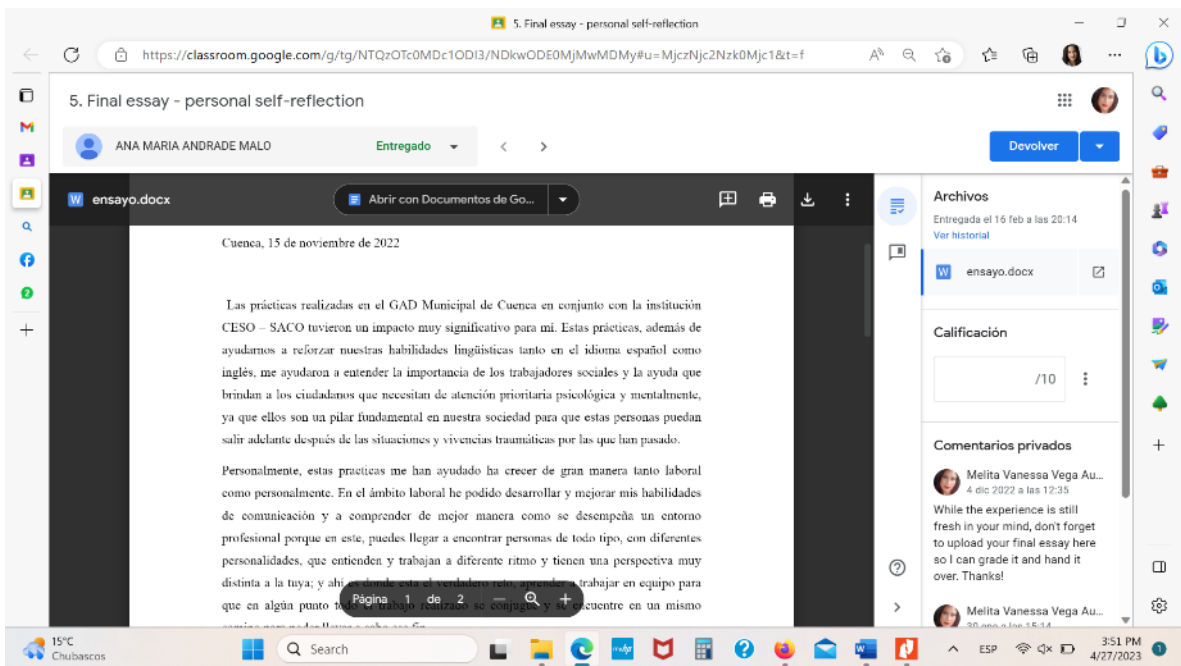 5. Final essay - personal self-reflection
https://classroom.google.com/g/tg/NTQzOTc0MDc1ODI3/NDkwODE0MjMwMDMy#u=MjczNjc2Nzk0Mjc1&t=f
5. Final essay - personal self-reflection
ANA MARIA ANDRADE MALO
Entregado
Devolver
ensayo.docx
Abrir con Documentos de Go...
Archivos
Entregada el 16 feb a las 20:14
Ver historial
ensayo.docx
Calificación
/10
Comentarios privados
Melita Vanessa Vega Au...
4 dic 2022 a las 12:35
While the experience is still
fresh in your mind, don't forget
to upload your final essay here
so I can grade it and hand it
over. Thanks!
Melita Vanessa Vega Au...
Cuenca, 15 de noviembre de 2022
Las prácticas realizadas en el GAD Municipal de Cuenca en conjunto con la institución
CESO – SACO tuvieron un impacto muy significativo para mí. Estas prácticas, además de
ayudarnos a reforzar nuestras habilidades lingüísticas tanto en el idioma español como
inglés, me ayudaron a entender la importancia de los trabajadores sociales y la ayuda que
brindan a los ciudadanos que necesitan de atención prioritaria psicológica y mentalmente,
ya que ellos son un pilar fundamental en nuestra sociedad para que estas personas puedan
salir adelante después de las situaciones y vivencias traumáticas por las que han pasado.
Personalmente, estas practicas me han ayudado ha crecer de gran manera tanto laboral
como personalmente. En el ámbito laboral he podido desarrollar y mejorar mis habilidades
de comunicación y a comprender de mejor manera como se desempeña un entorno
profesional porque en este, puedes llegar a encontrar personas de todo tipo, con diferentes
personalidades, que entienden y trabajan a diferente ritmo y tienen una perspectiva muy
distinta a la tuya; y ahí es donde esta el verdadero reto, aprender a trabajar en equipo para
que en algún punto todo el trabajo realizado se conjugue y se encuentre en un mismo
Página 1 de 2
15°C
Chubascos
Search
ESP
3:51 PM
4/27/2023